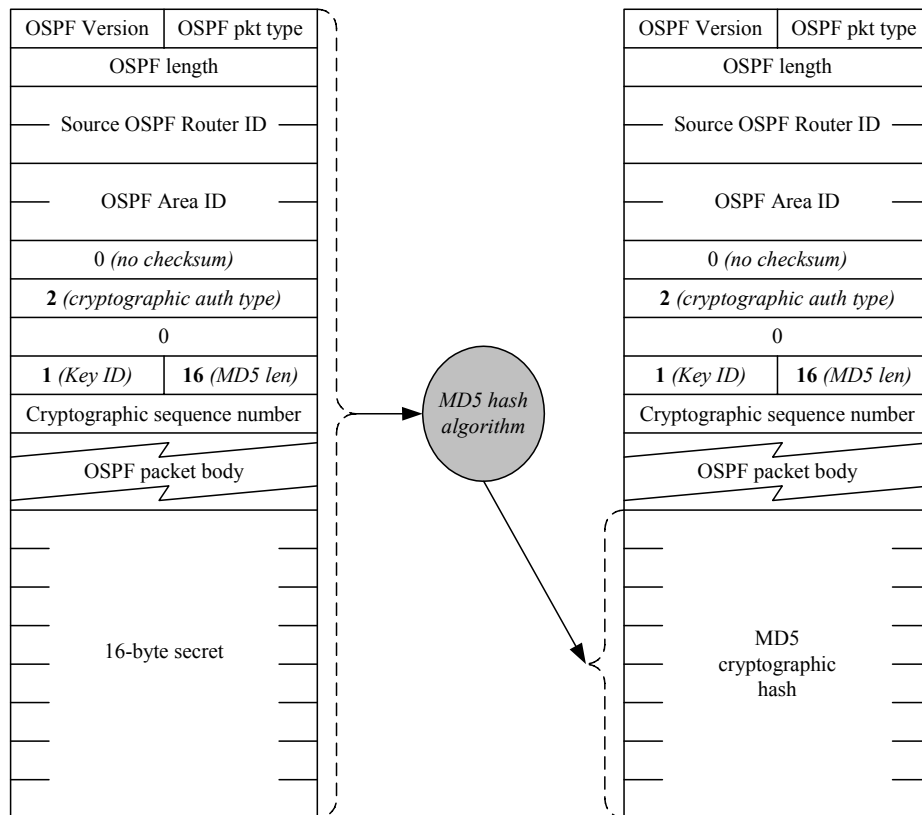 OSPF Version
OSPF pkt type
OSPF length
Source OSPF Router ID
OSPF Area ID
0 (no checksum)
2 (cryptographic auth type)
0
1 (Key ID)
16 (MD5 len)
Cryptographic sequence number
OSPF packet body
16-byte secret
MD5 hash
algorithm
OSPF Version
OSPF pkt type
OSPF length
Source OSPF Router ID
OSPF Area ID
0 (no checksum)
2 (cryptographic auth type)
0
1 (Key ID)
16 (MD5 len)
Cryptographic sequence number
OSPF packet body
MD5
cryptographic
hash